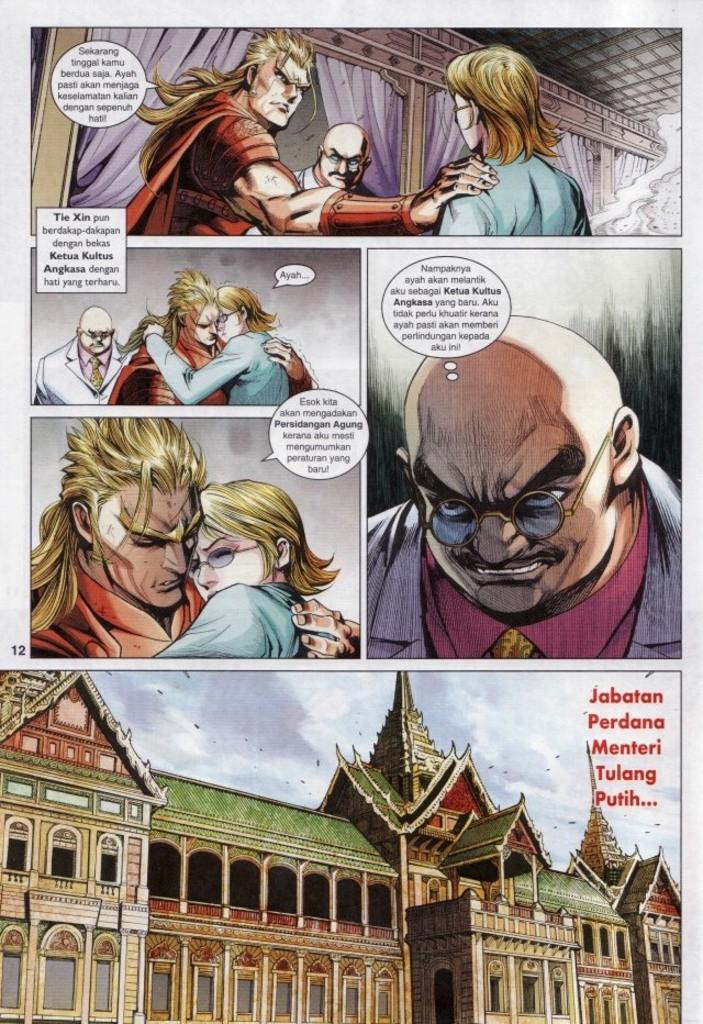 Sekarang
tinggal kamu
berdua saja. Ayah
pasti akan menjaga
keselamatan kalian
dengan sepenuh
hati!
Tie Xin pun
berdakap-dakapan
dengan bekas
Ketua Kultus
Angkasa dengan
hati yang terharu.
Ayah...
Esok kita
akan mengadakan
Persidangan Agung
kerana aku mesti
mengumumkan
peraturan yang
baru!
Nampaknya
ayah akan melantik
aku sebagai Ketua Kultus
Angkasa yang baru. Aku
tidak perlu khuatir kerana
ayah pasti akan memberi
perlindungan kepada
aku ini!
12
Jabatan
Perdana
Menteri
Tulang
Putih...